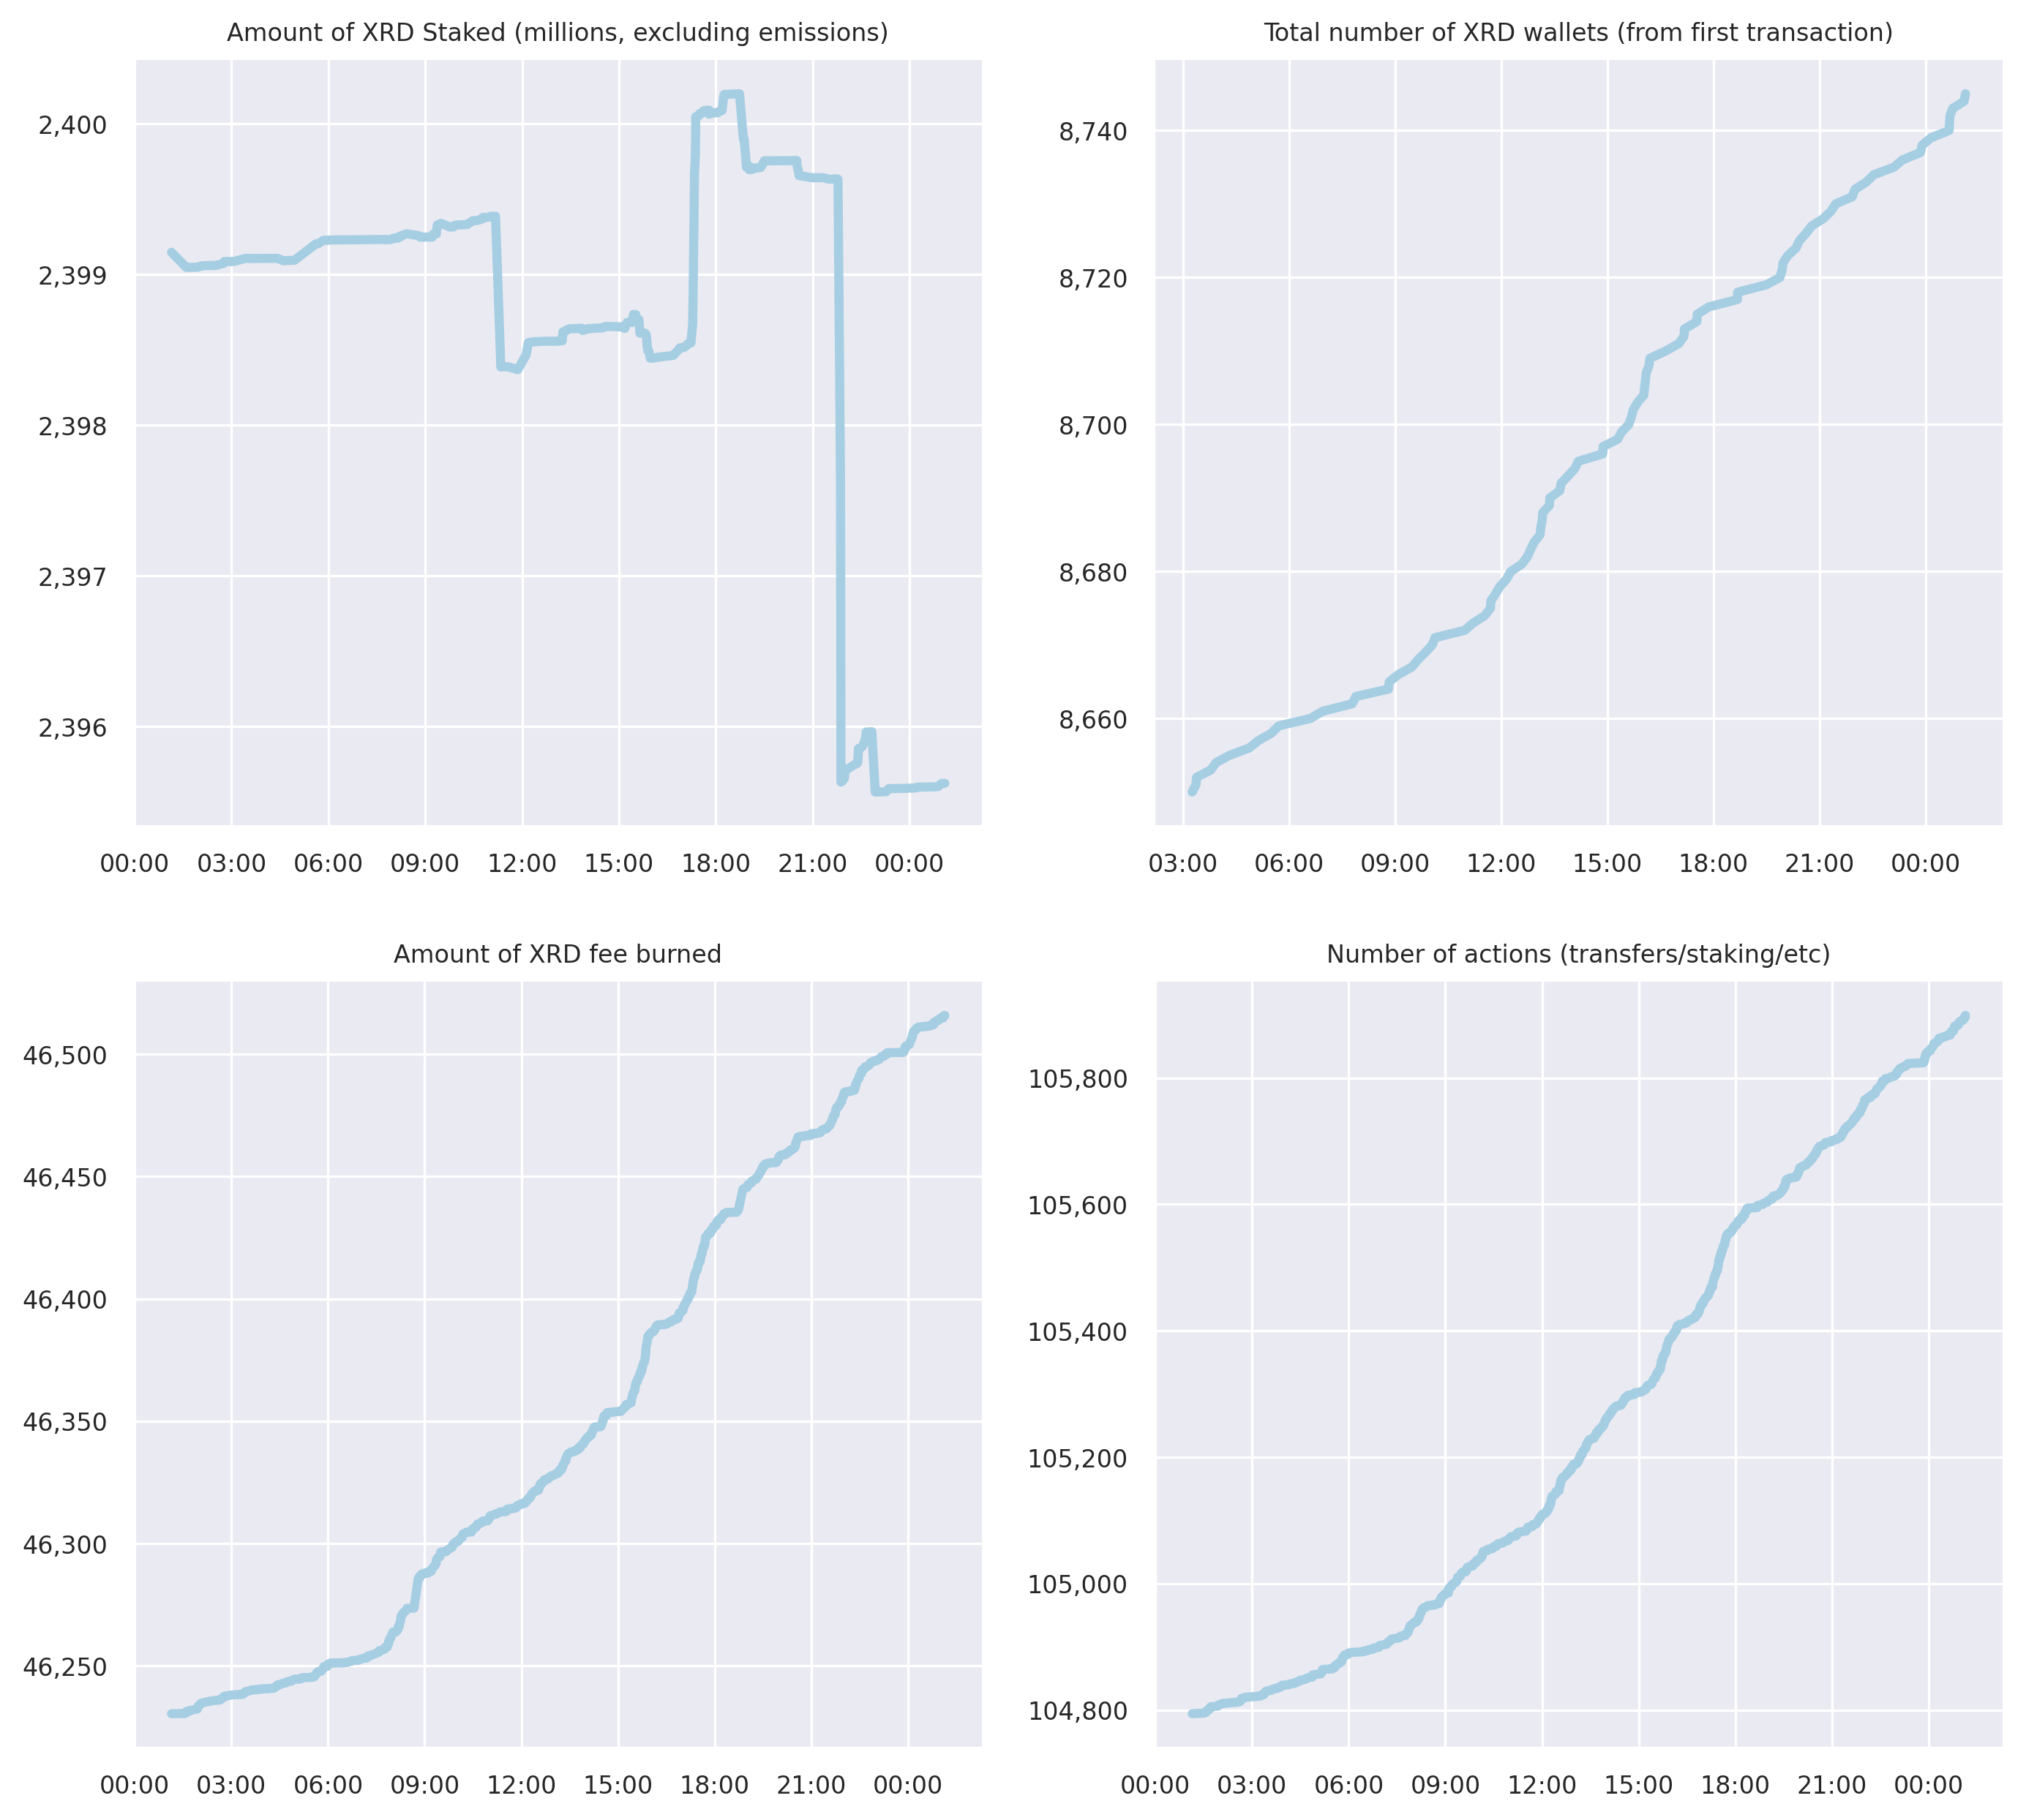 Amount of XRD Staked (millions, excluding emissions)
2,400
2,399
2,398
2,397
2,396
00:00 03:00 06:00 09:00 12:00 15:00 18:00 21:00 00:00
Total number of XRD wallets (from first transaction)
8,740
8,720
8,700
8,680
8,660
03:00 06:00 09:00 12:00 15:00 18:00 21:00 00:00
Amount of XRD fee burned
46,500
46,450
46,400
46,350
46,300
46,250
00:00 03:00 06:00 09:00 12:00 15:00 18:00 21:00 00:00
Number of actions (transfers/staking/etc)
105,800
105,600
105,400
105,200
105,000
104,800
00:00 03:00 06:00 09:00 12:00 15:00 18:00 21:00 00:00